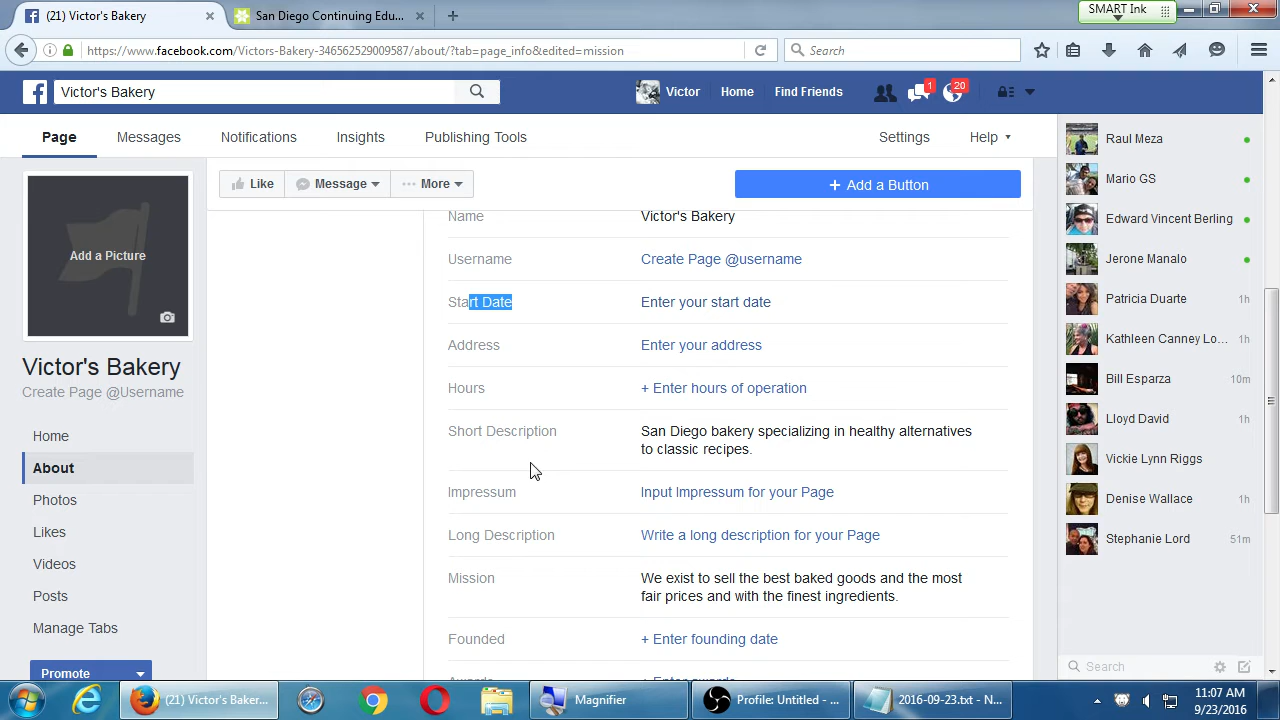 (21) Victor's Bakery
San Diego Continuing Edu...
SMART Ink
https://www.facebook.com/Victors-Bakery-346562529009587/about/?tab=page_info&edited=mission
Search
Victor's Bakery
Victor
Home
Find Friends
1
20
Page
Messages
Notifications
Insights
Publishing Tools
Settings
Help
Add a Picture
Victor's Bakery
Create Page @Username
Home
About
Photos
Likes
Videos
Posts
Manage Tabs
Promote
Like
Message
More
+ Add a Button
Name Victor's Bakery
Username Create Page @username
Start Date Enter your start date
Address Enter your address
Hours + Enter hours of operation
Short Description San Diego bakery specializing in healthy alternatives
to classic recipes.
Impressum Input Impressum for your Page
Long Description Write a long description for your Page
Mission We exist to sell the best baked goods and the most
fair prices and with the finest ingredients.
Founded + Enter founding date
Awards + Enter awards
Raul Meza
Mario GS
Edward Vincent Berling
Jerone Manalo
Patricia Duarte 1h
Kathleen Canney Lo... 1h
Bill Esparza 10m
Lloyd David 1h
Vickie Lynn Riggs
Denise Wallace 1h
Stephanie Lord 51m
Search
(21) Victor's Baker...
Magnifier
Profile: Untitled - ...
2016-09-23.txt - N...
11:07 AM
9/23/2016